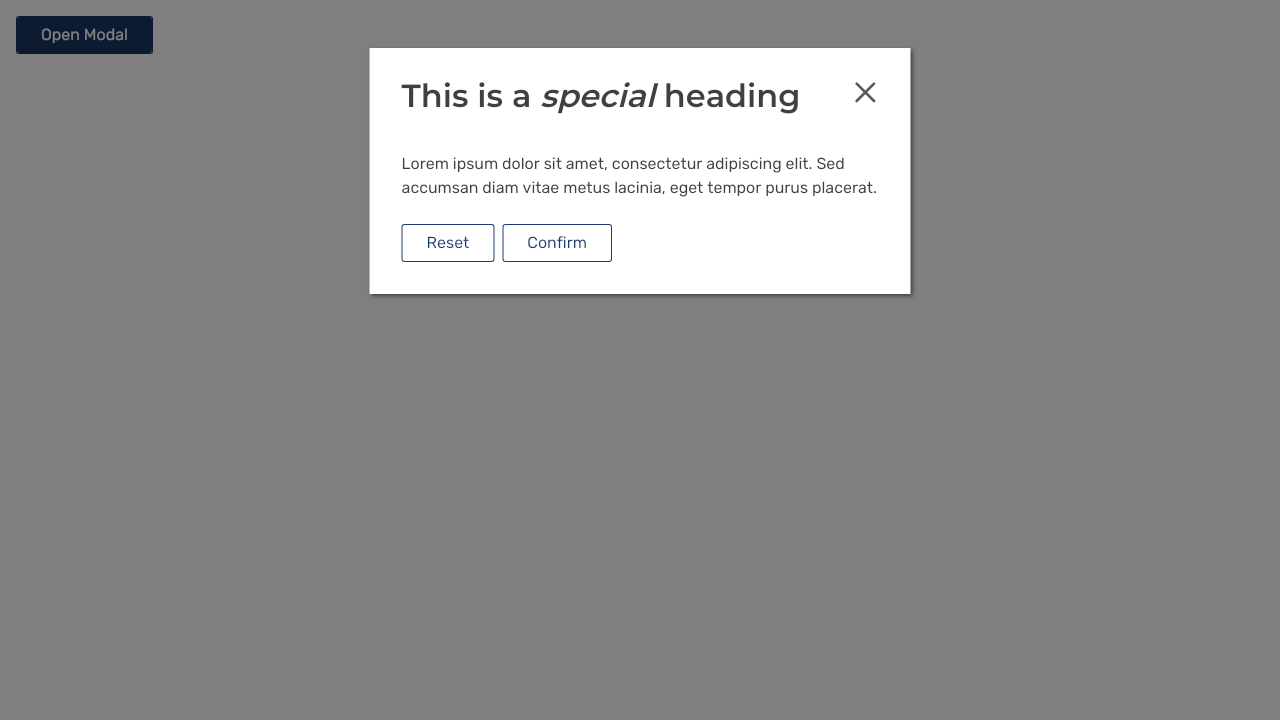 Open Modal
This is a special heading
Lorem ipsum dolor sit amet, consectetur adipiscing elit. Sed
accumsan diam vitae metus lacinia, eget tempor purus placerat.
Reset
Confirm